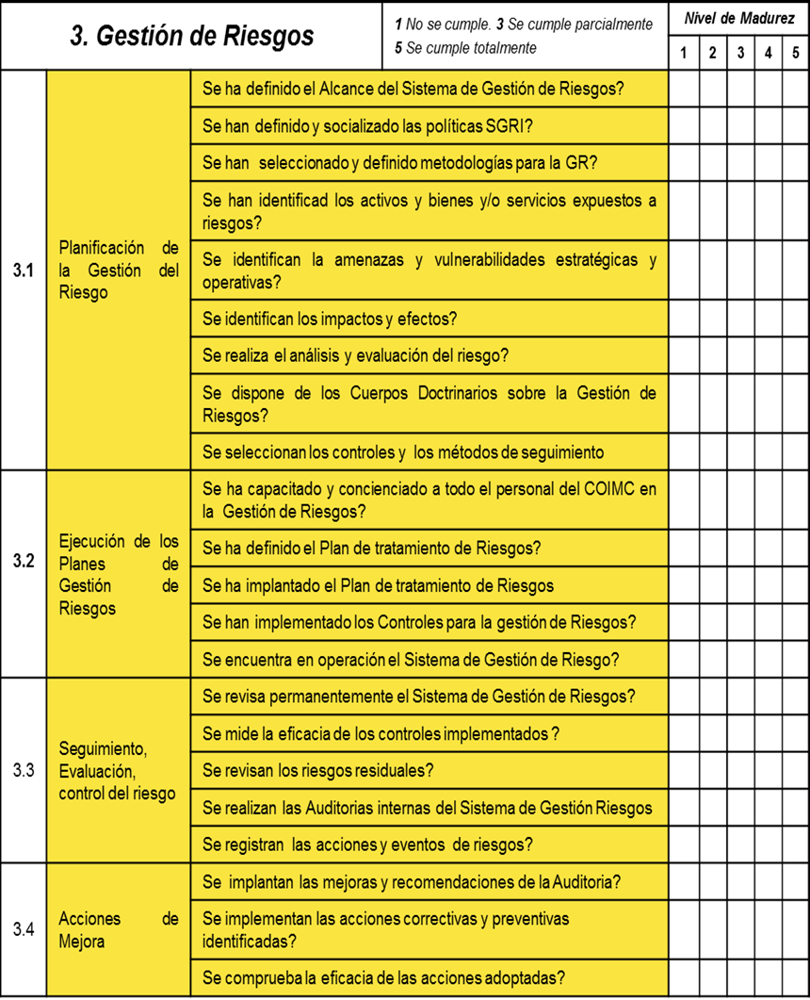 3. Gestión de Riesgos
1 No se cumple. 3 Se cumple parcialmente
5 Se cumple totalmente
Nivel de Madurez
1 2 3 4 5
3.1
Planificación de
la Gestión del
Riesgo
Se ha definido el Alcance del Sistema de Gestión de Riesgos?
Se han definido y socializado las políticas SGRI?
Se han seleccionado y definido metodologías para la GR?
Se han identificad los activos y bienes y/o servicios expuestos a
riesgos?
Se identifican la amenazas y vulnerabilidades estratégicas y
operativas?
Se identifican los impactos y efectos?
Se realiza el análisis y evaluación del riesgo?
Se dispone de los Cuerpos Doctrinarios sobre la Gestión de
Riesgos?
Se seleccionan los controles y los métodos de seguimiento
3.2
Ejecución de los
Planes de
Gestión de
Riesgos
Se ha capacitado y concienciado a todo el personal del COIMC en
la Gestión de Riesgos?
Se ha definido el Plan de tratamiento de Riesgos?
Se ha implantado el Plan de tratamiento de Riesgos
Se han implementado los Controles para la gestión de Riesgos?
Se encuentra en operación el Sistema de Gestión de Riesgo?
3.3
Seguimiento,
Evaluación,
control del riesgo
Se revisa permanentemente el Sistema de Gestión de Riesgos?
Se mide la eficacia de los controles implementados ?
Se revisan los riesgos residuales?
Se realizan las Auditorias internas del Sistema de Gestión Riesgos
Se registran las acciones y eventos de riesgos?
3.4
Acciones de
Mejora
Se implantan las mejoras y recomendaciones de la Auditoria?
Se implementan las acciones correctivas y preventivas
identificadas?
Se comprueba la eficacia de las acciones adoptadas?